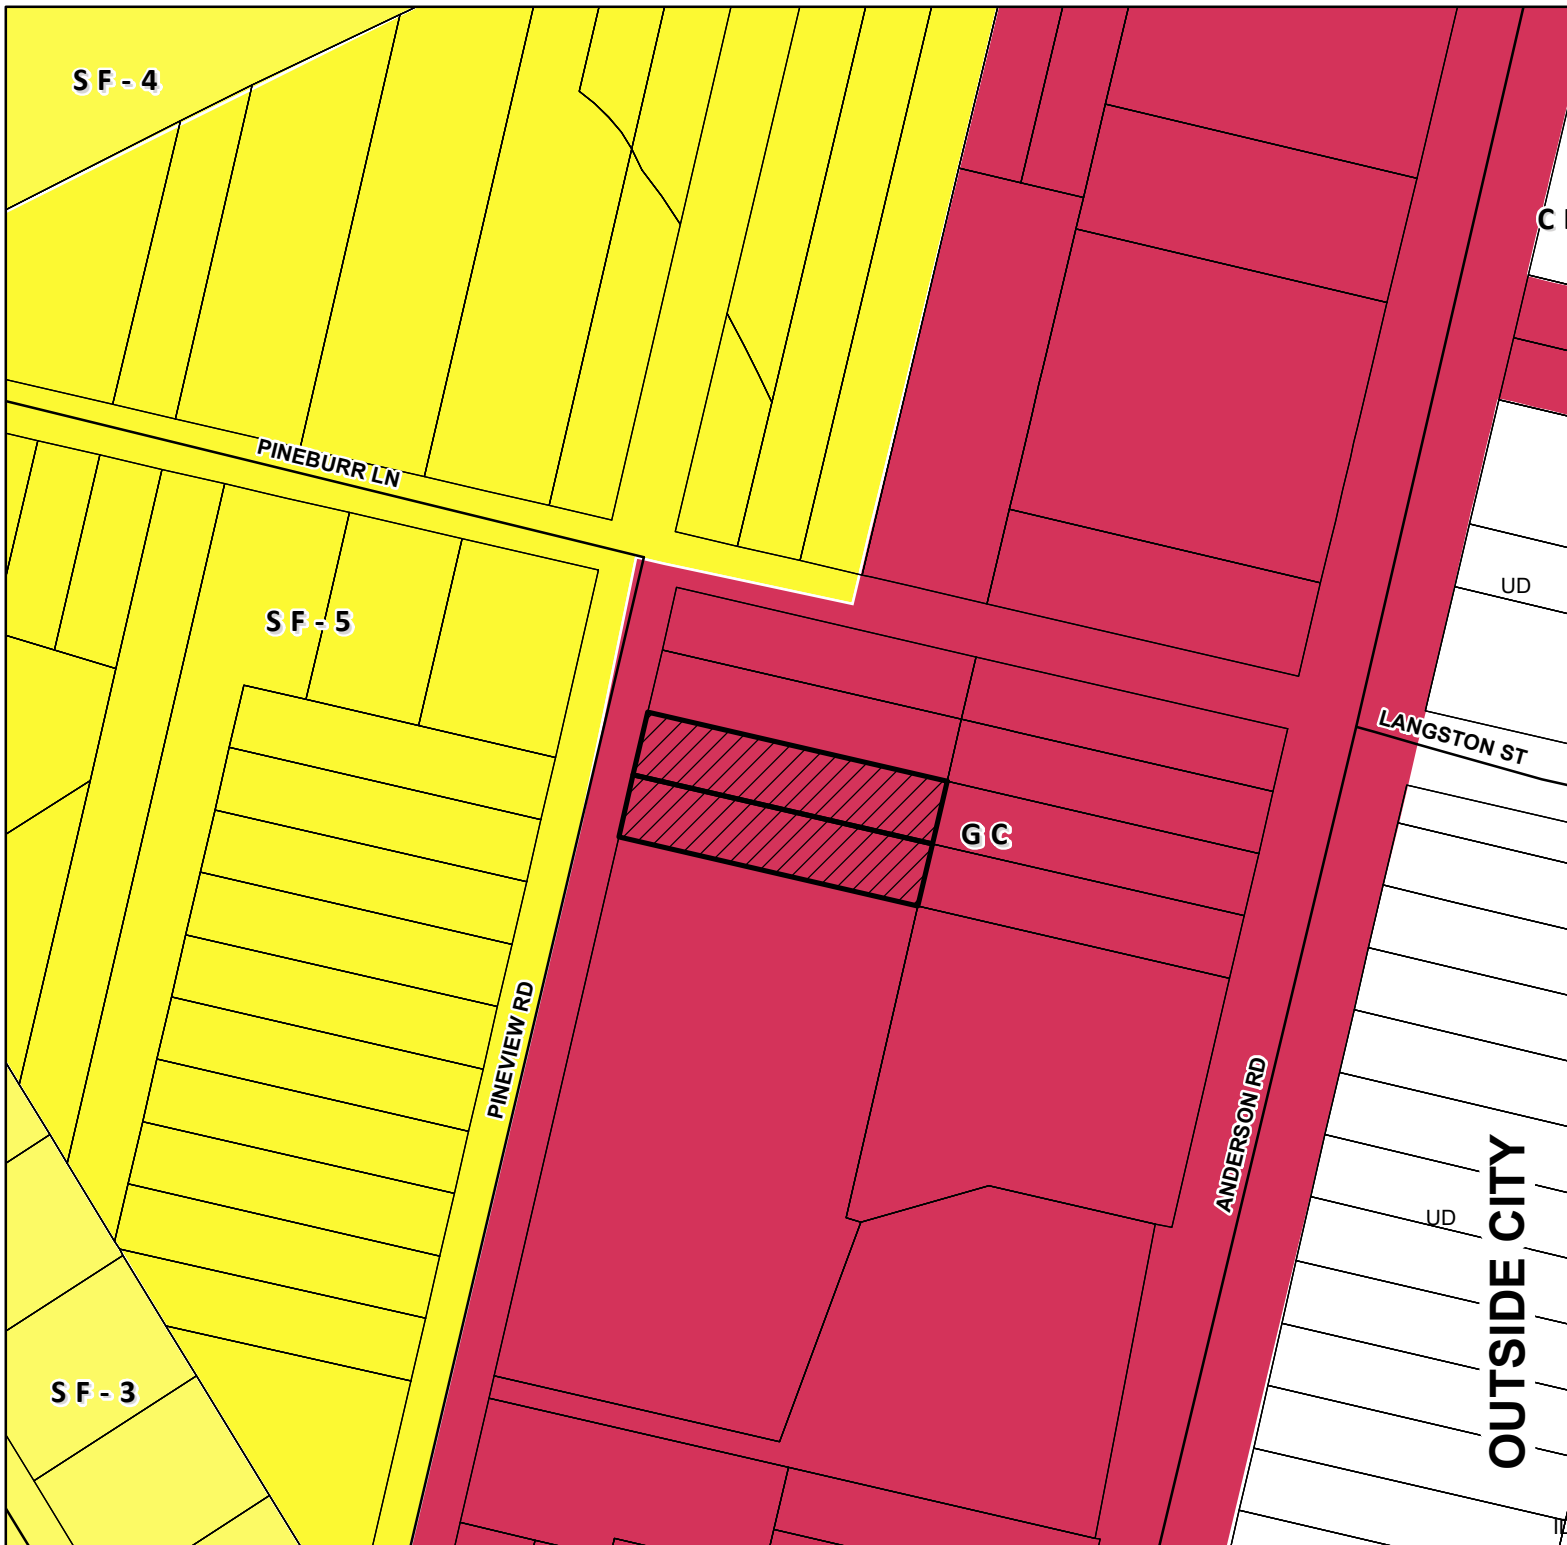 SF-4
PINEBURR LN
UD
SF-5
LANGSTON ST
GC
PINEVIEW RD
ANDERSON RD
UD
OUTSIDE CITY
SF-3